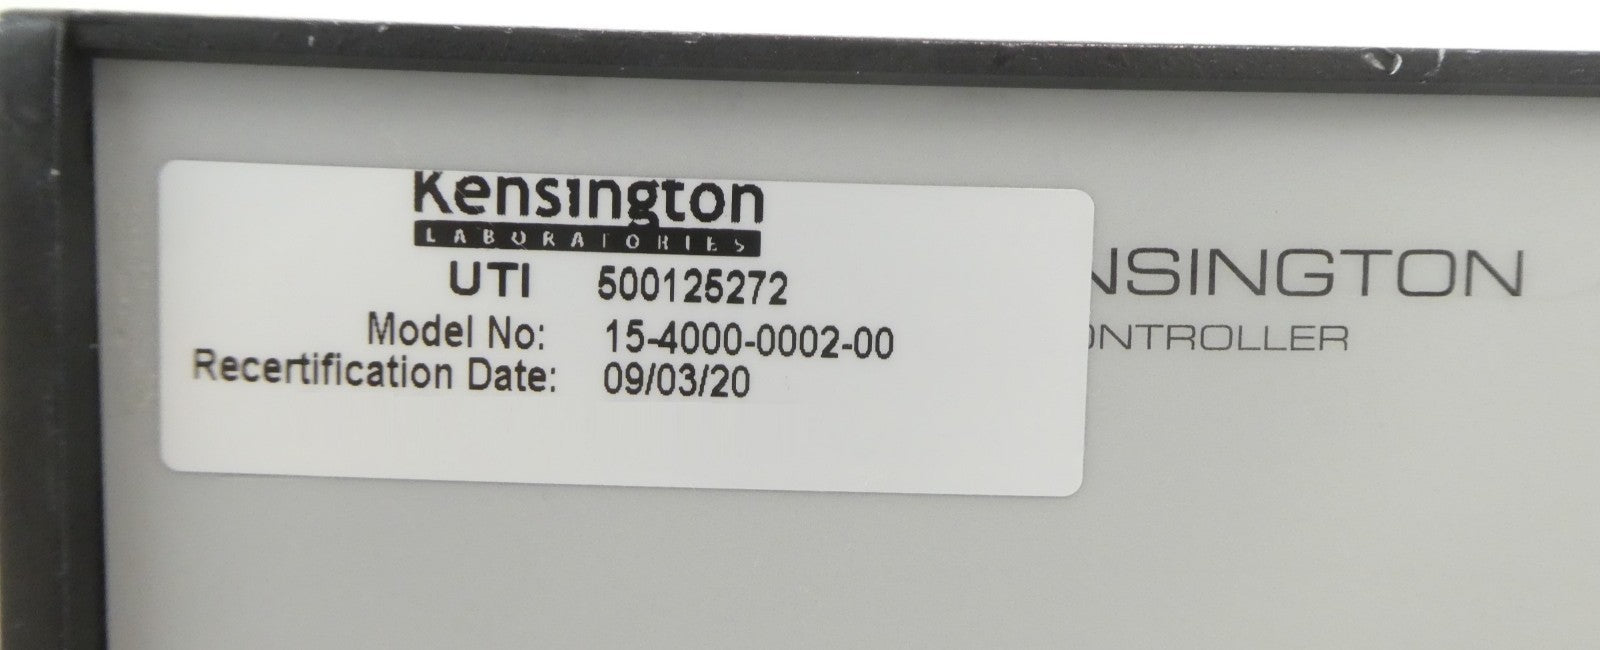 Kensington
LABORATORIES
UTI 500125272
Model No: 15-4000-0002-00
Recertification Date: 09/03/20
NSINGTON
ONTROLLER